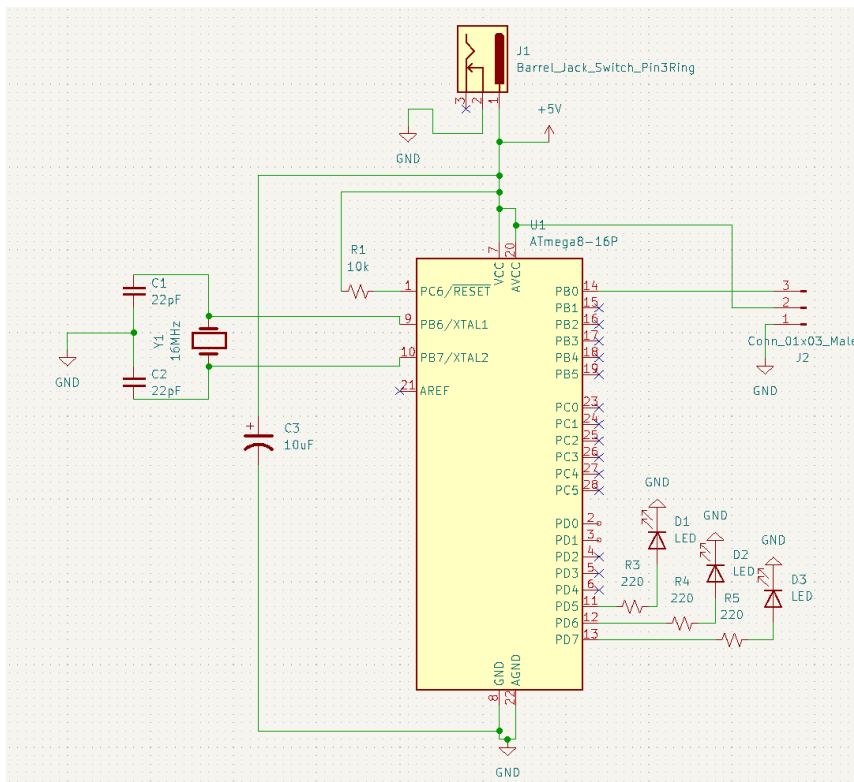 J1
Barrel_Jack_Switch_Pin3Ring
3
2
1
+5V
GND
U1
ATmega8-16P
7
20
VCC
AVCC
R1
10k
1
PC6/RESET
9
PB6/XTAL1
10
PB7/XTAL2
21
AREF
C1
22pF
Y1
16MHz
GND
C2
22pF
+
C3
10uF
PB0
14
PB1
15
PB2
16
PB3
17
PB4
18
PB5
19
PC0
23
PC1
24
PC2
25
PC3
26
PC4
27
PC5
28
PD0
2
PD1
3
PD2
4
PD3
5
PD4
6
PD5
11
PD6
12
PD7
13
3
2
1
Conn_01x03_Male
J2
GND
GND
D1
LED
GND
D2
LED
GND
D3
LED
R3
220
R4
220
R5
220
GND
AGND
8
22
GND